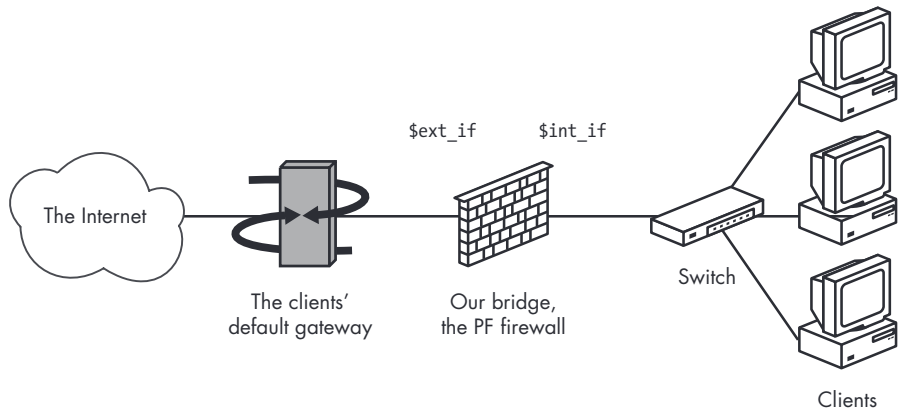 $ext_if
$int_if
The Internet
The clients'
default gateway
Our bridge,
the PF firewall
Switch
Clients